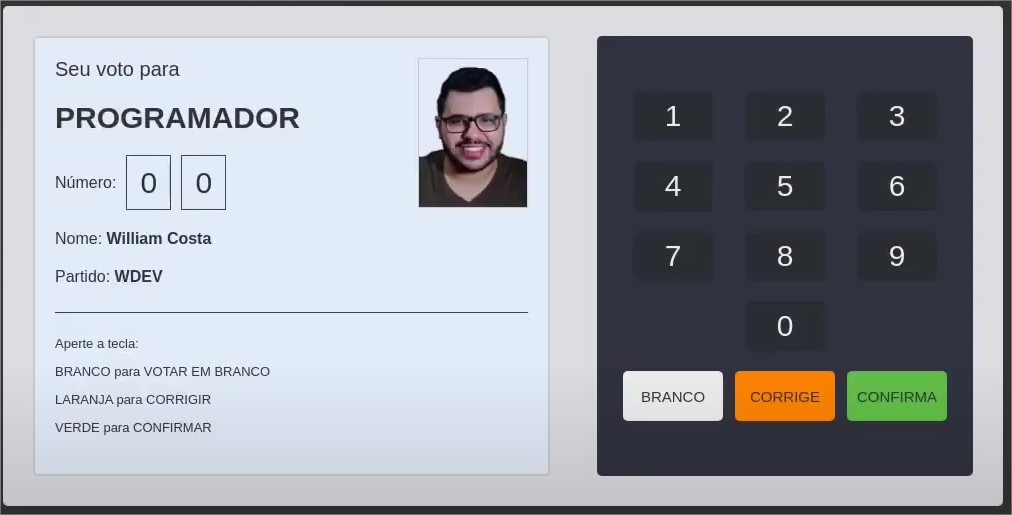 Seu voto para
PROGRAMADOR
Número: 0 0
Nome: William Costa
Partido: WDEV
Aperte a tecla:
BRANCO para VOTAR EM BRANCO
LARANJA para CORRIGIR
VERDE para CONFIRMAR
1 2 3
4 5 6
7 8 9
0
BRANCO CORRIGE CONFIRMA